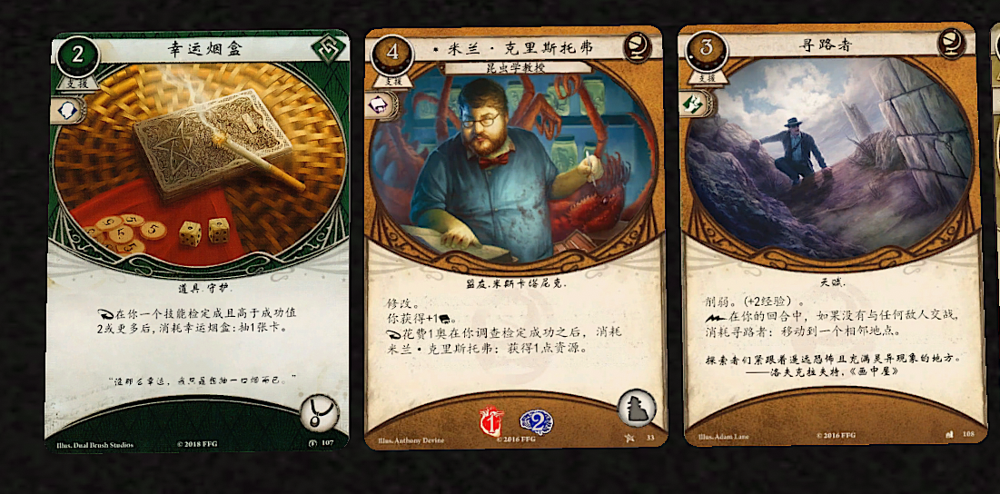 2
幸运烟盒
支援
道具.守护.
在你一个技能检定成且高于成功值
2或更多后,消耗幸运烟盒:抽1张卡。
“没那么幸运,我只是想抽一口烟而已。”
Illus. Dual Brush Studios
© 2018 FFG
107
4
米兰·克里斯托弗
昆虫学教授
支援
盟友.米斯卡塔尼克.
修改。
你获得+1。
花费1奥在你调查检定成功之后,消耗
米兰·克里斯托弗:获得1点资源。
1
2
Illus. Anthony Devine
© 2016 FFG
33
3
寻路者
支援
天赋.
削弱。(+2经验)。
在你的回合中,如果没有与任何敌人交战,
消耗寻路者:移动到一个相邻地点。
探索者们紧跟着遥远恐怖且充满灵异现象的地方。
——洛夫克拉夫特,《画中屋》
Illus. Adam Lane
© 2016 FFG
108